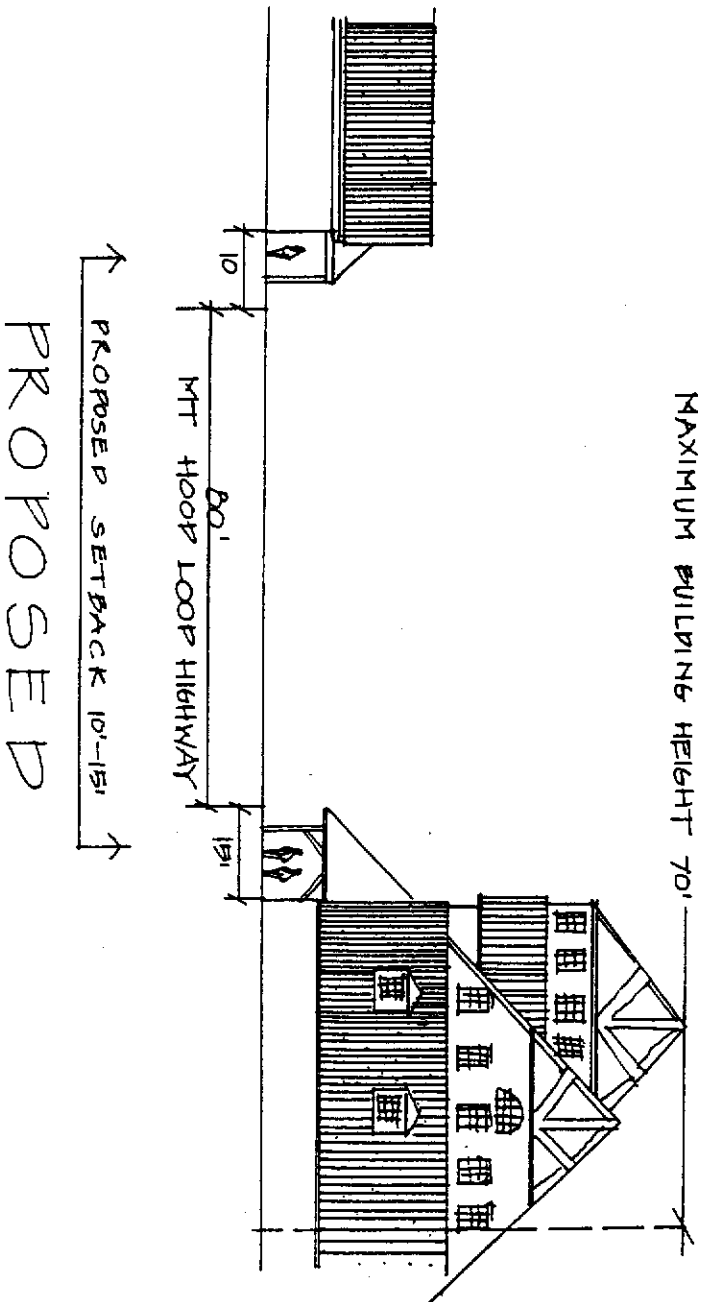 MAXIMUM BUILDING HEIGHT 70'
10
80'
15'
MT HOOD LOOP HIGHWAY
PROPOSED SETBACK 10'-15'
PROPOSED